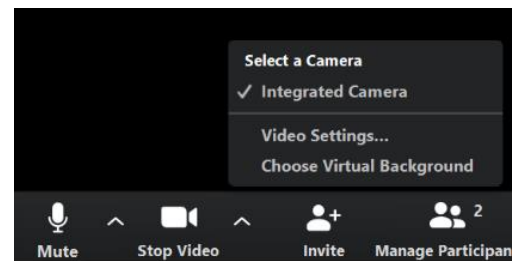 Select a Camera
✓ Integrated Camera
Video Settings...
Choose Virtual Background
2
Mute
Stop Video
Invite
Manage Participan